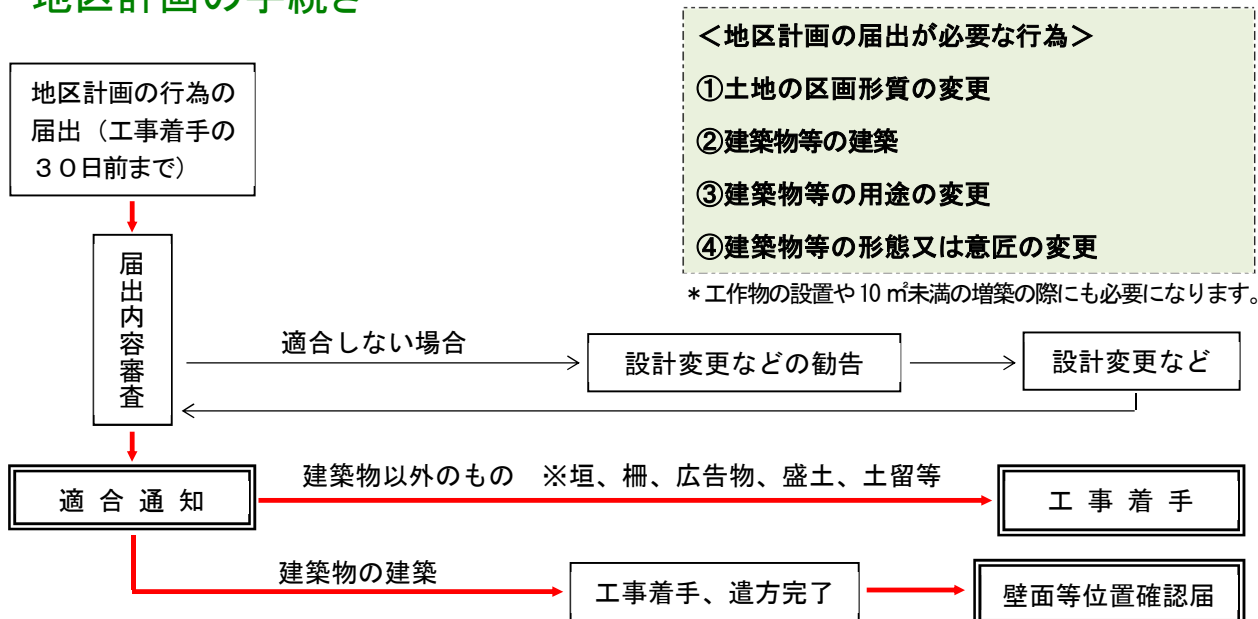 地区計画の手続き
＜地区計画の届出が必要な行為＞
①土地の区画形質の変更
②建築物等の建築
③建築物等の用途の変更
④建築物等の形態又は意匠の変更
＊工作物の設置や10㎡未満の増築の際にも必要になります。
地区計画の行為の
届出（工事着手の
３０日前まで）
届出内容審査
適合しない場合
設計変更などの勧告
設計変更など
適合通知
建築物以外のもの　※垣、柵、広告物、盛土、土留等
工事着手
建築物の建築
工事着手、遣方完了
壁面等位置確認届